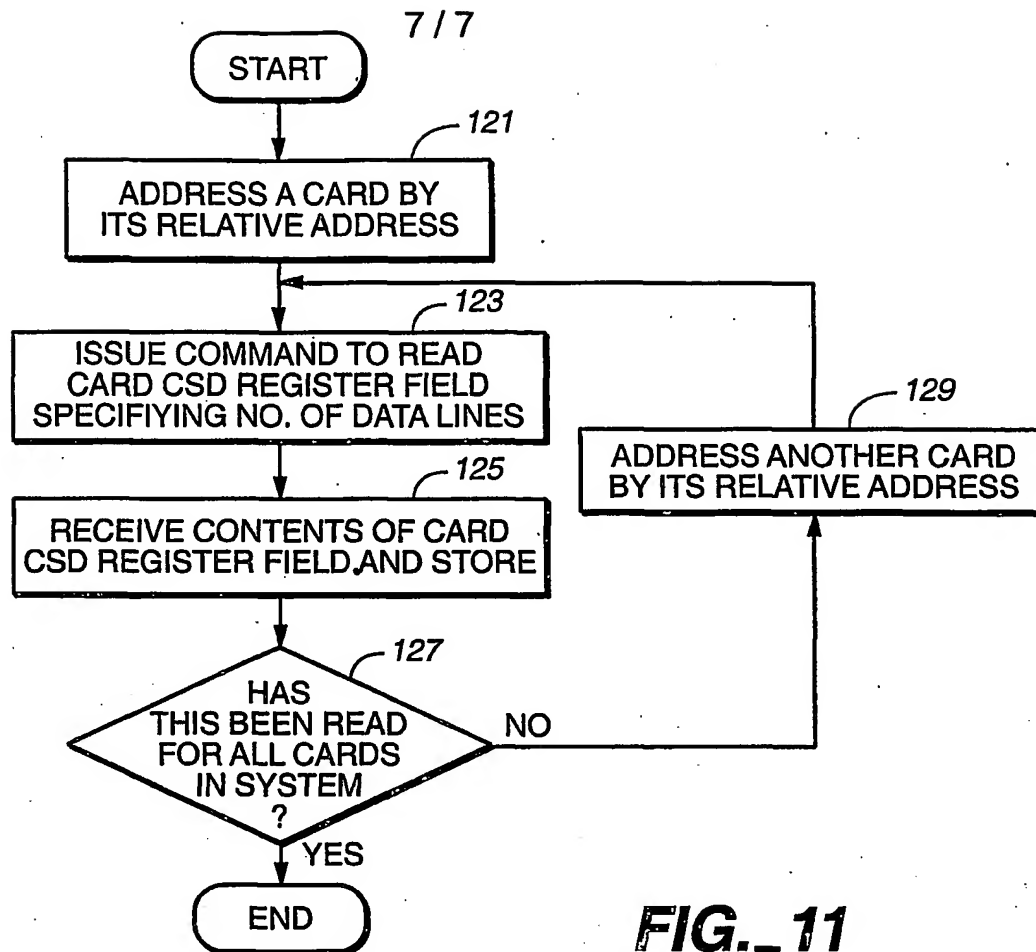 7 / 7
START
121
ADDRESS A CARD BY
ITS RELATIVE ADDRESS
123
ISSUE COMMAND TO READ
CARD CSD REGISTER FIELD
SPECIFIYING NO. OF DATA LINES
129
ADDRESS ANOTHER CARD
BY ITS RELATIVE ADDRESS
125
RECEIVE CONTENTS OF CARD
CSD REGISTER FIELD AND STORE
127
HAS
THIS BEEN READ
FOR ALL CARDS
IN SYSTEM
?
NO
YES
END
FIG._11